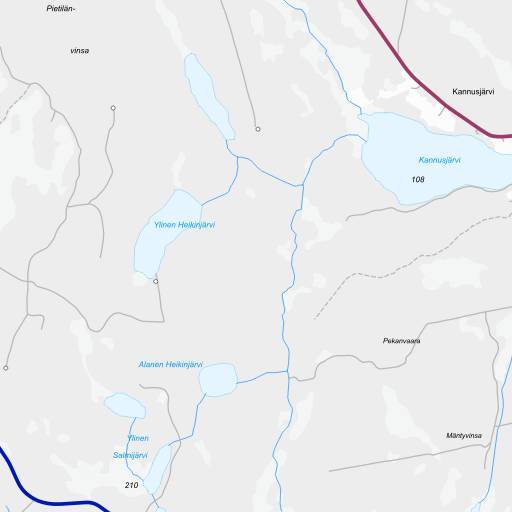 Pietilän-
vinsa
Kannusjärvi
Kannusjärvi
108
Ylinen Heikinjärvi
Pekanvaara
Alanen Heikinjärvi
Ylinen
Salmijärvi
Mäntyvinsa
210